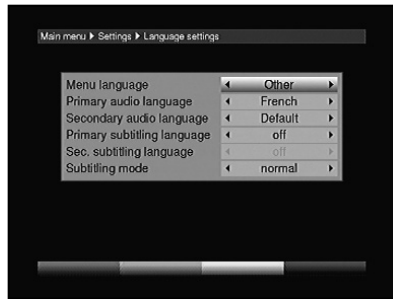 Main menu ▶ Settings ▶ Language settings
Menu language ◀ Other ▶
Primary audio language ◀ French ▶
Secondary audio language ◀ Default ▶
Primary subtitling language ◀ off ▶
Sec. subtitling language ◀ off ▶
Subtitling mode ◀ normal ▶